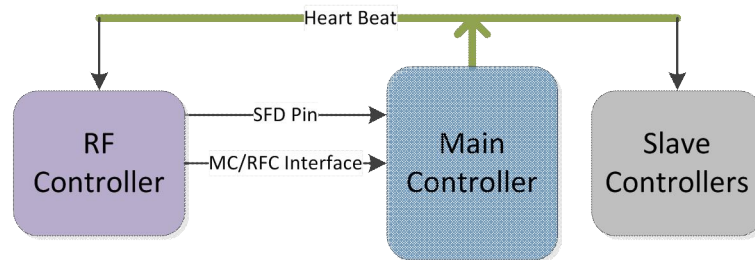 Heart Beat
RF
Controller
SFD Pin
MC/RFC Interface
Main
Controller
Slave
Controllers